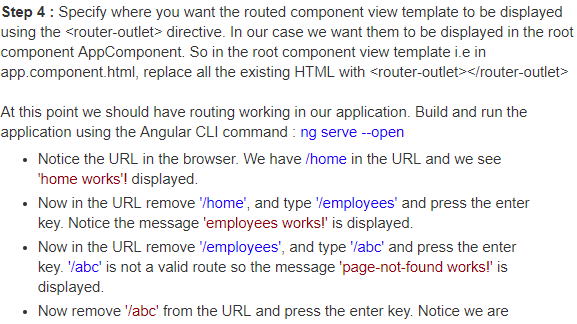 Step 4 : Specify where you want the routed component view template to be displayed
using the <router-outlet> directive. In our case we want them to be displayed in the root
component AppComponent. So in the root component view template i.e in
app.component.html, replace all the existing HTML with <router-outlet></router-outlet>
At this point we should have routing working in our application. Build and run the
application using the Angular CLI command : ng serve --open
• Notice the URL in the browser. We have /home in the URL and we see
'home works'! displayed.
• Now in the URL remove '/home', and type '/employees' and press the enter
key. Notice the message 'employees works!' is displayed.
• Now in the URL remove '/employees', and type '/abc' and press the enter
key. '/abc' is not a valid route so the message 'page-not-found works!' is
displayed.
• Now remove '/abc' from the URL and press the enter key. Notice we are